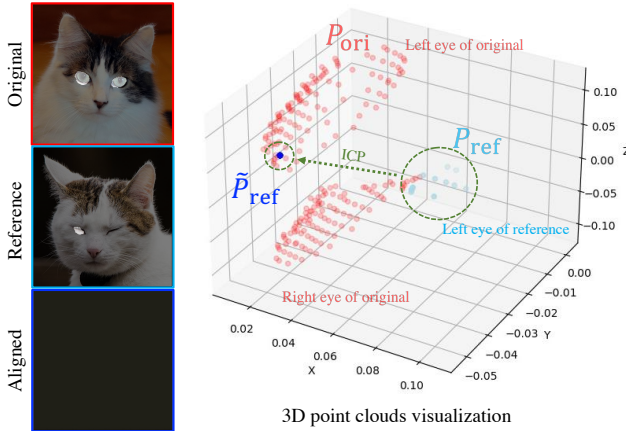 Original
Reference
Aligned
P_ori
Left eye of original
P_ref
ICP
P̃_ref
Left eye of reference
Right eye of original
0.10
0.05
0.00
−0.05
−0.10
Z
0.00
−0.01
−0.02
−0.03
−0.04
−0.05
Y
0.02
0.04
0.06
0.08
0.10
X
3D point clouds visualization